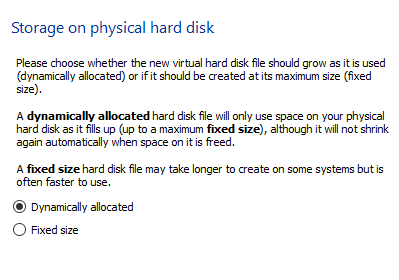 Storage on physical hard disk
Please choose whether the new virtual hard disk file should grow as it is used
(dynamically allocated) or if it should be created at its maximum size (fixed
size).
A dynamically allocated hard disk file will only use space on your physical
hard disk as it fills up (up to a maximum fixed size), although it will not shrink
again automatically when space on it is freed.
A fixed size hard disk file may take longer to create on some systems but is
often faster to use.
Dynamically allocated
Fixed size